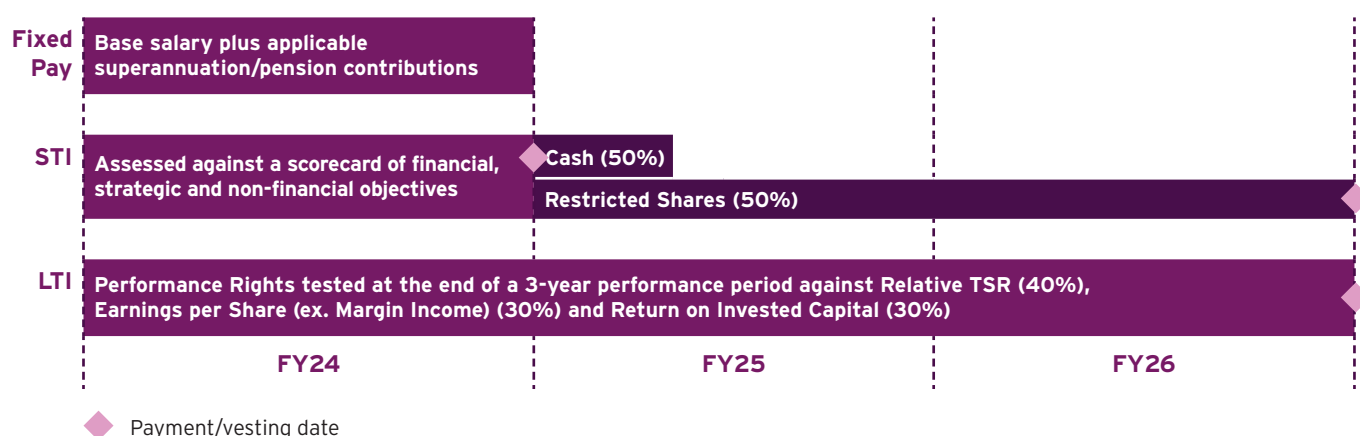 Fixed
Pay
Base salary plus applicable
superannuation/pension contributions
STI
Assessed against a scorecard of financial,
strategic and non-financial objectives
Cash (50%)
Restricted Shares (50%)
LTI
Performance Rights tested at the end of a 3-year performance period against Relative TSR (40%),
Earnings per Share (ex. Margin Income) (30%) and Return on Invested Capital (30%)
FY24
FY25
FY26
Payment/vesting date